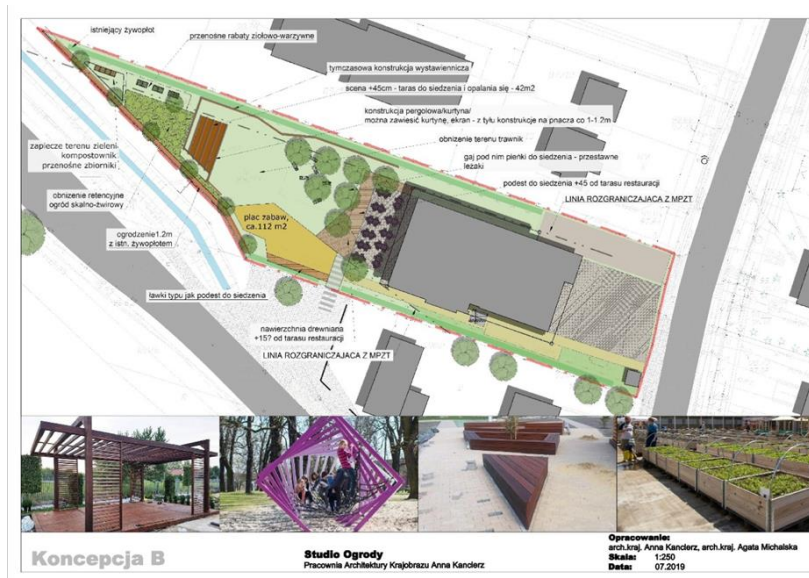 istniejący żywopłot
przenośne rabaty ziołowo-warzywne
tymczasowa konstrukcja wystawiennicza
scena +45cm - taras do siedzenia i opalania się - 42m2
konstrukcja pergolowa/kurtyna/
można zawiesić kurtynę, ekran - z tyłu konstrukcje na pnącza co 1-1.2m
obniżenie terenu trawnik
gaj pod nim pieńki do siedzenia - przestawne
leżaki
podest do siedzenia +45 od tarasu restauracji
LINIA ROZGRANICZAJACA Z MPZT
zaplecze terenu zieleni
kompostownik
przenośne zbiorniki
obniżenie retencyjne
ogród skalno-żwirowy
ogrodzenie1.2m
z istn. żywopłotem
plac zabaw,
ca.112 m2
ławki typu jak podest do siedzenia
nawierzchnia drewniana
+15? od tarasu restauracji
LINIA ROZGRANICZAJACA Z MPZT
Koncepcja B
Studio Ogrody
Pracownia Architektury Krajobrazu Anna Kanclerz
Opracowanie:
arch.kraj. Anna Kanclerz, arch.kraj. Agata Michalska
Skala: 1:250
Data: 07.2019